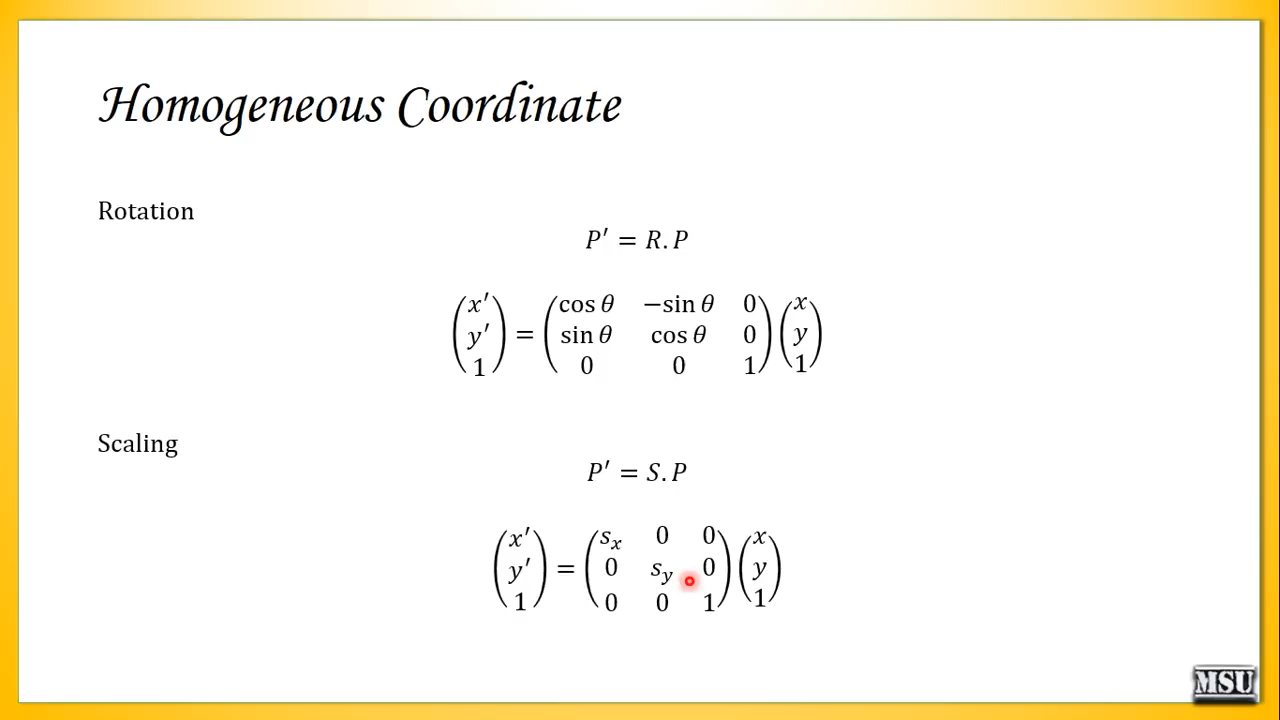 Homogeneous Coordinate
Rotation
P′ = R.P
(x′ y′ 1) = (cos θ −sin θ 0 sin θ cos θ 0 0 0 1) (x y 1)
Scaling
P′ = S.P
(x′ y′ 1) = (sₓ 0 0 0 s_y 0 0 0 1) (x y 1)
MSU